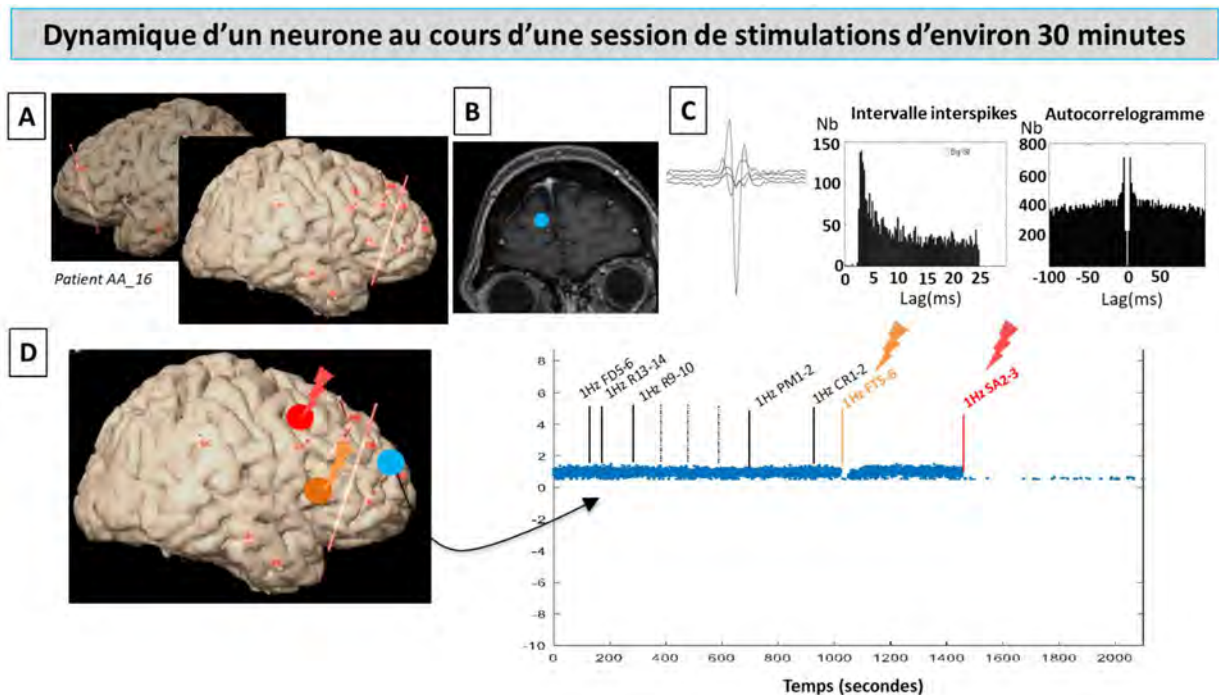 Dynamique d'un neurone au cours d'une session de stimulations d'environ 30 minutes
A
Patient AA_16
B
C
Intervalle interspikes
Nb
150
100
50
0
0 5 10 15 20 25
Lag(ms)
Autocorrelogramme
Nb
800
600
400
200
-100 -50 0 50
Lag(ms)
D
1Hz FD5-6
1Hz R13-14
1Hz R9-10
1Hz PM1-2
1Hz CR1-2
1Hz FT5-6
1Hz SA2-3
8
6
4
2
0
-2
-4
-6
-8
-10
0 200 400 600 800 1000 1200 1400 1600 1800 2000
Temps (secondes)